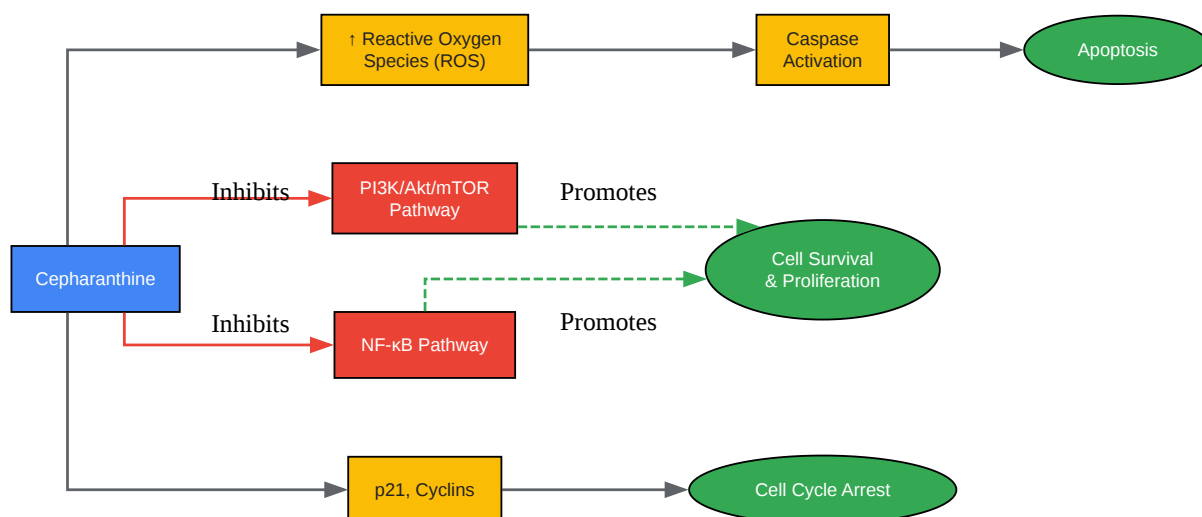 ↑ Reactive Oxygen
Species (ROS)
Caspase
Activation
Apoptosis
Inhibits
PI3K/Akt/mTOR
Pathway
Promotes
Cell Survival
& Proliferation
Cepharanthine
Inhibits
NF-κB Pathway
Promotes
p21, Cyclins
Cell Cycle Arrest